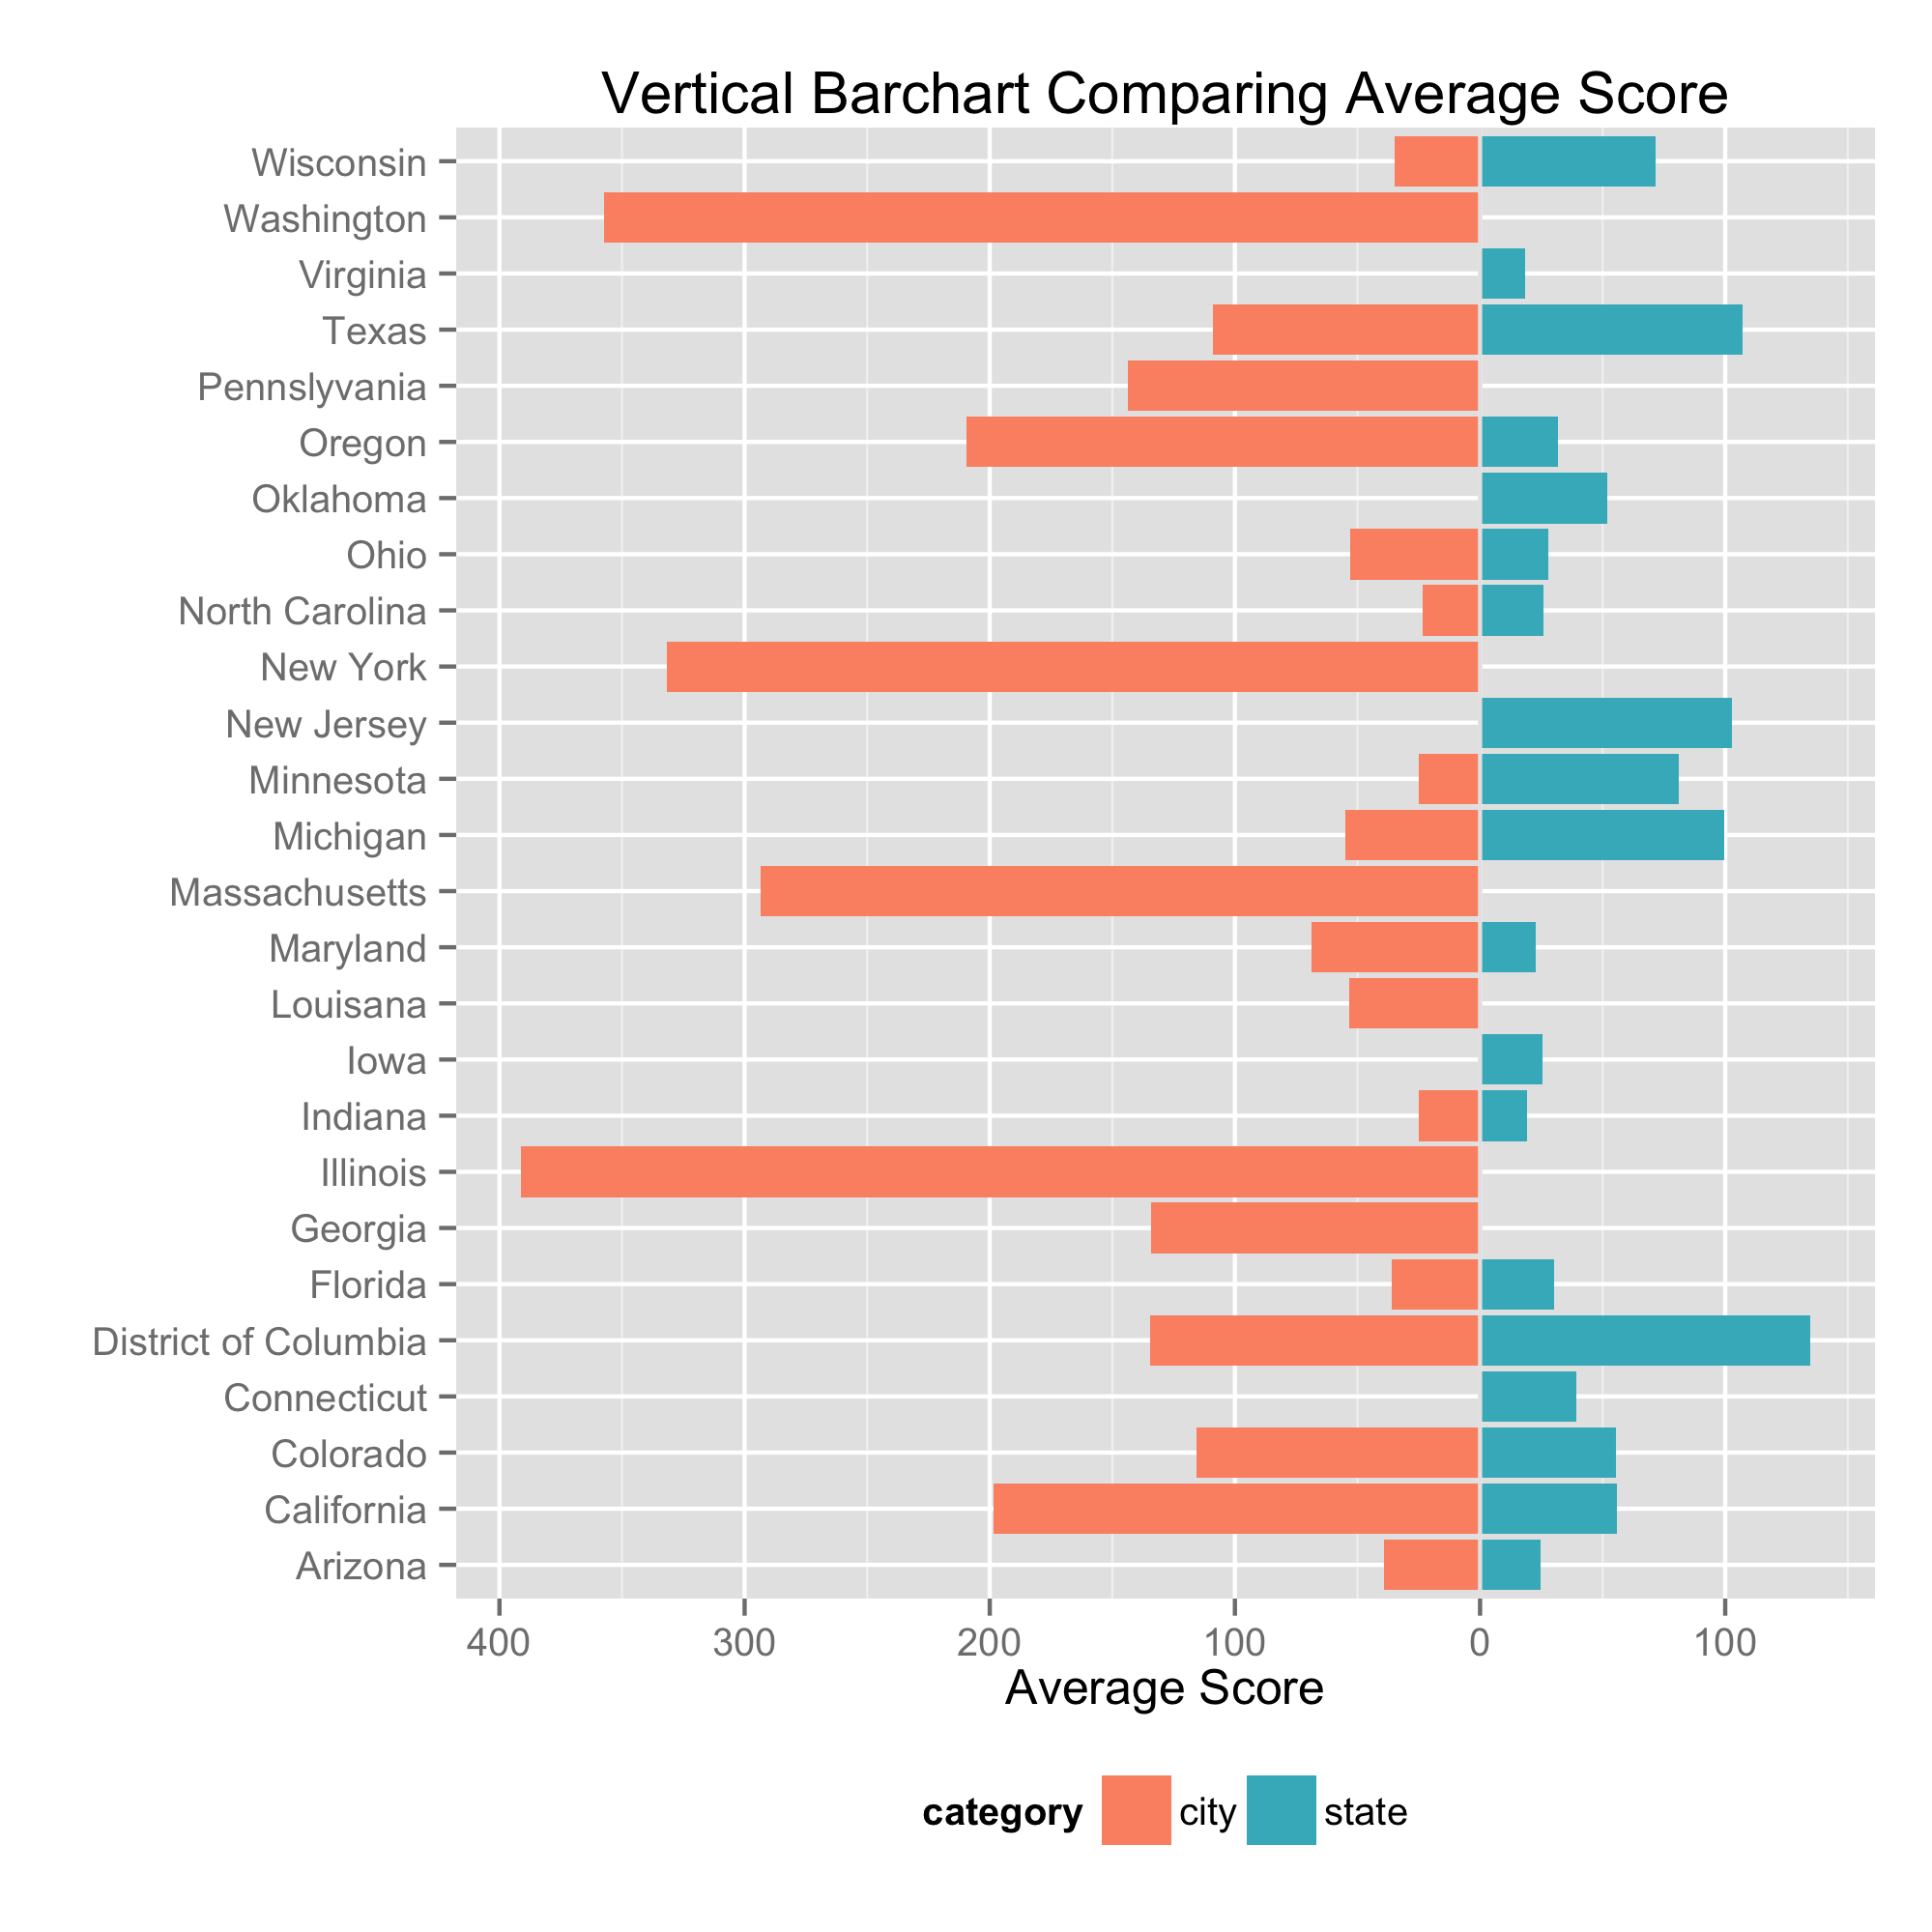 Vertical Barchart Comparing Average Score
Wisconsin
Washington
Virginia
Texas
Pennslyvania
Oregon
Oklahoma
Ohio
North Carolina
New York
New Jersey
Minnesota
Michigan
Massachusetts
Maryland
Louisana
Iowa
Indiana
Illinois
Georgia
Florida
District of Columbia
Connecticut
Colorado
California
Arizona
400 300 200 100 0 100
Average Score
category city state